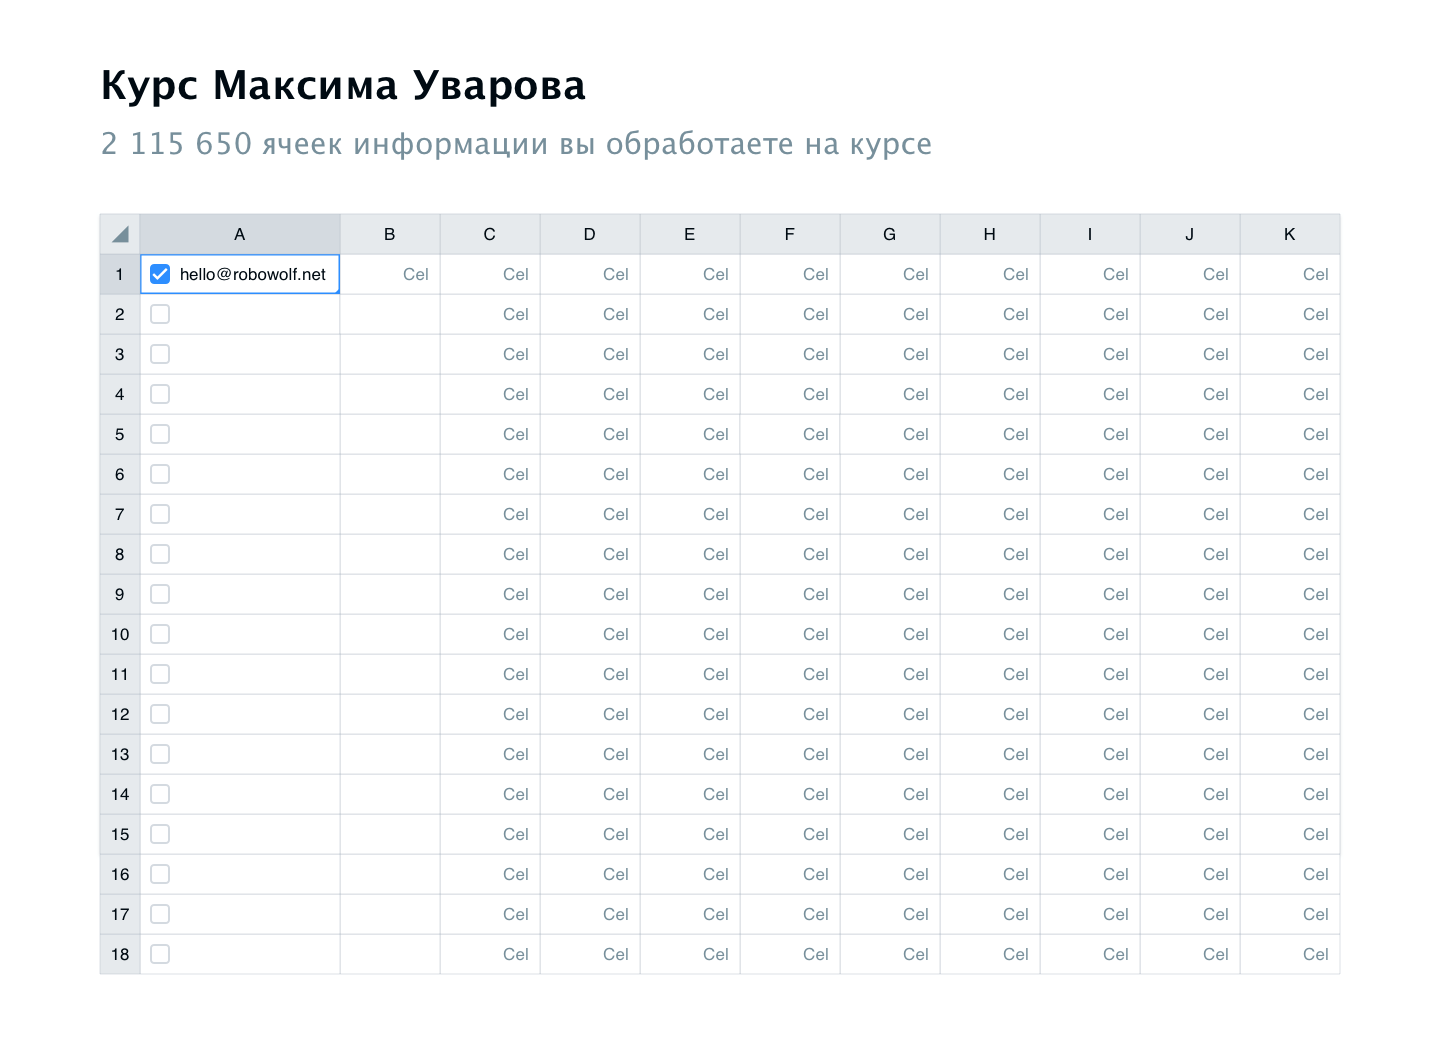 Курс Максима Уварова
2 115 650 ячеек информации вы обработаете на курсе
A B C D E F G H I J K
1 hello@robowolf.net Cel Cel Cel Cel Cel Cel Cel Cel Cel Cel
2 Cel Cel Cel Cel Cel Cel Cel Cel Cel
3 Cel Cel Cel Cel Cel Cel Cel Cel Cel
4 Cel Cel Cel Cel Cel Cel Cel Cel Cel
5 Cel Cel Cel Cel Cel Cel Cel Cel Cel
6 Cel Cel Cel Cel Cel Cel Cel Cel Cel
7 Cel Cel Cel Cel Cel Cel Cel Cel Cel
8 Cel Cel Cel Cel Cel Cel Cel Cel Cel
9 Cel Cel Cel Cel Cel Cel Cel Cel Cel
10 Cel Cel Cel Cel Cel Cel Cel Cel Cel
11 Cel Cel Cel Cel Cel Cel Cel Cel Cel
12 Cel Cel Cel Cel Cel Cel Cel Cel Cel
13 Cel Cel Cel Cel Cel Cel Cel Cel Cel
14 Cel Cel Cel Cel Cel Cel Cel Cel Cel
15 Cel Cel Cel Cel Cel Cel Cel Cel Cel
16 Cel Cel Cel Cel Cel Cel Cel Cel Cel
17 Cel Cel Cel Cel Cel Cel Cel Cel Cel
18 Cel Cel Cel Cel Cel Cel Cel Cel Cel